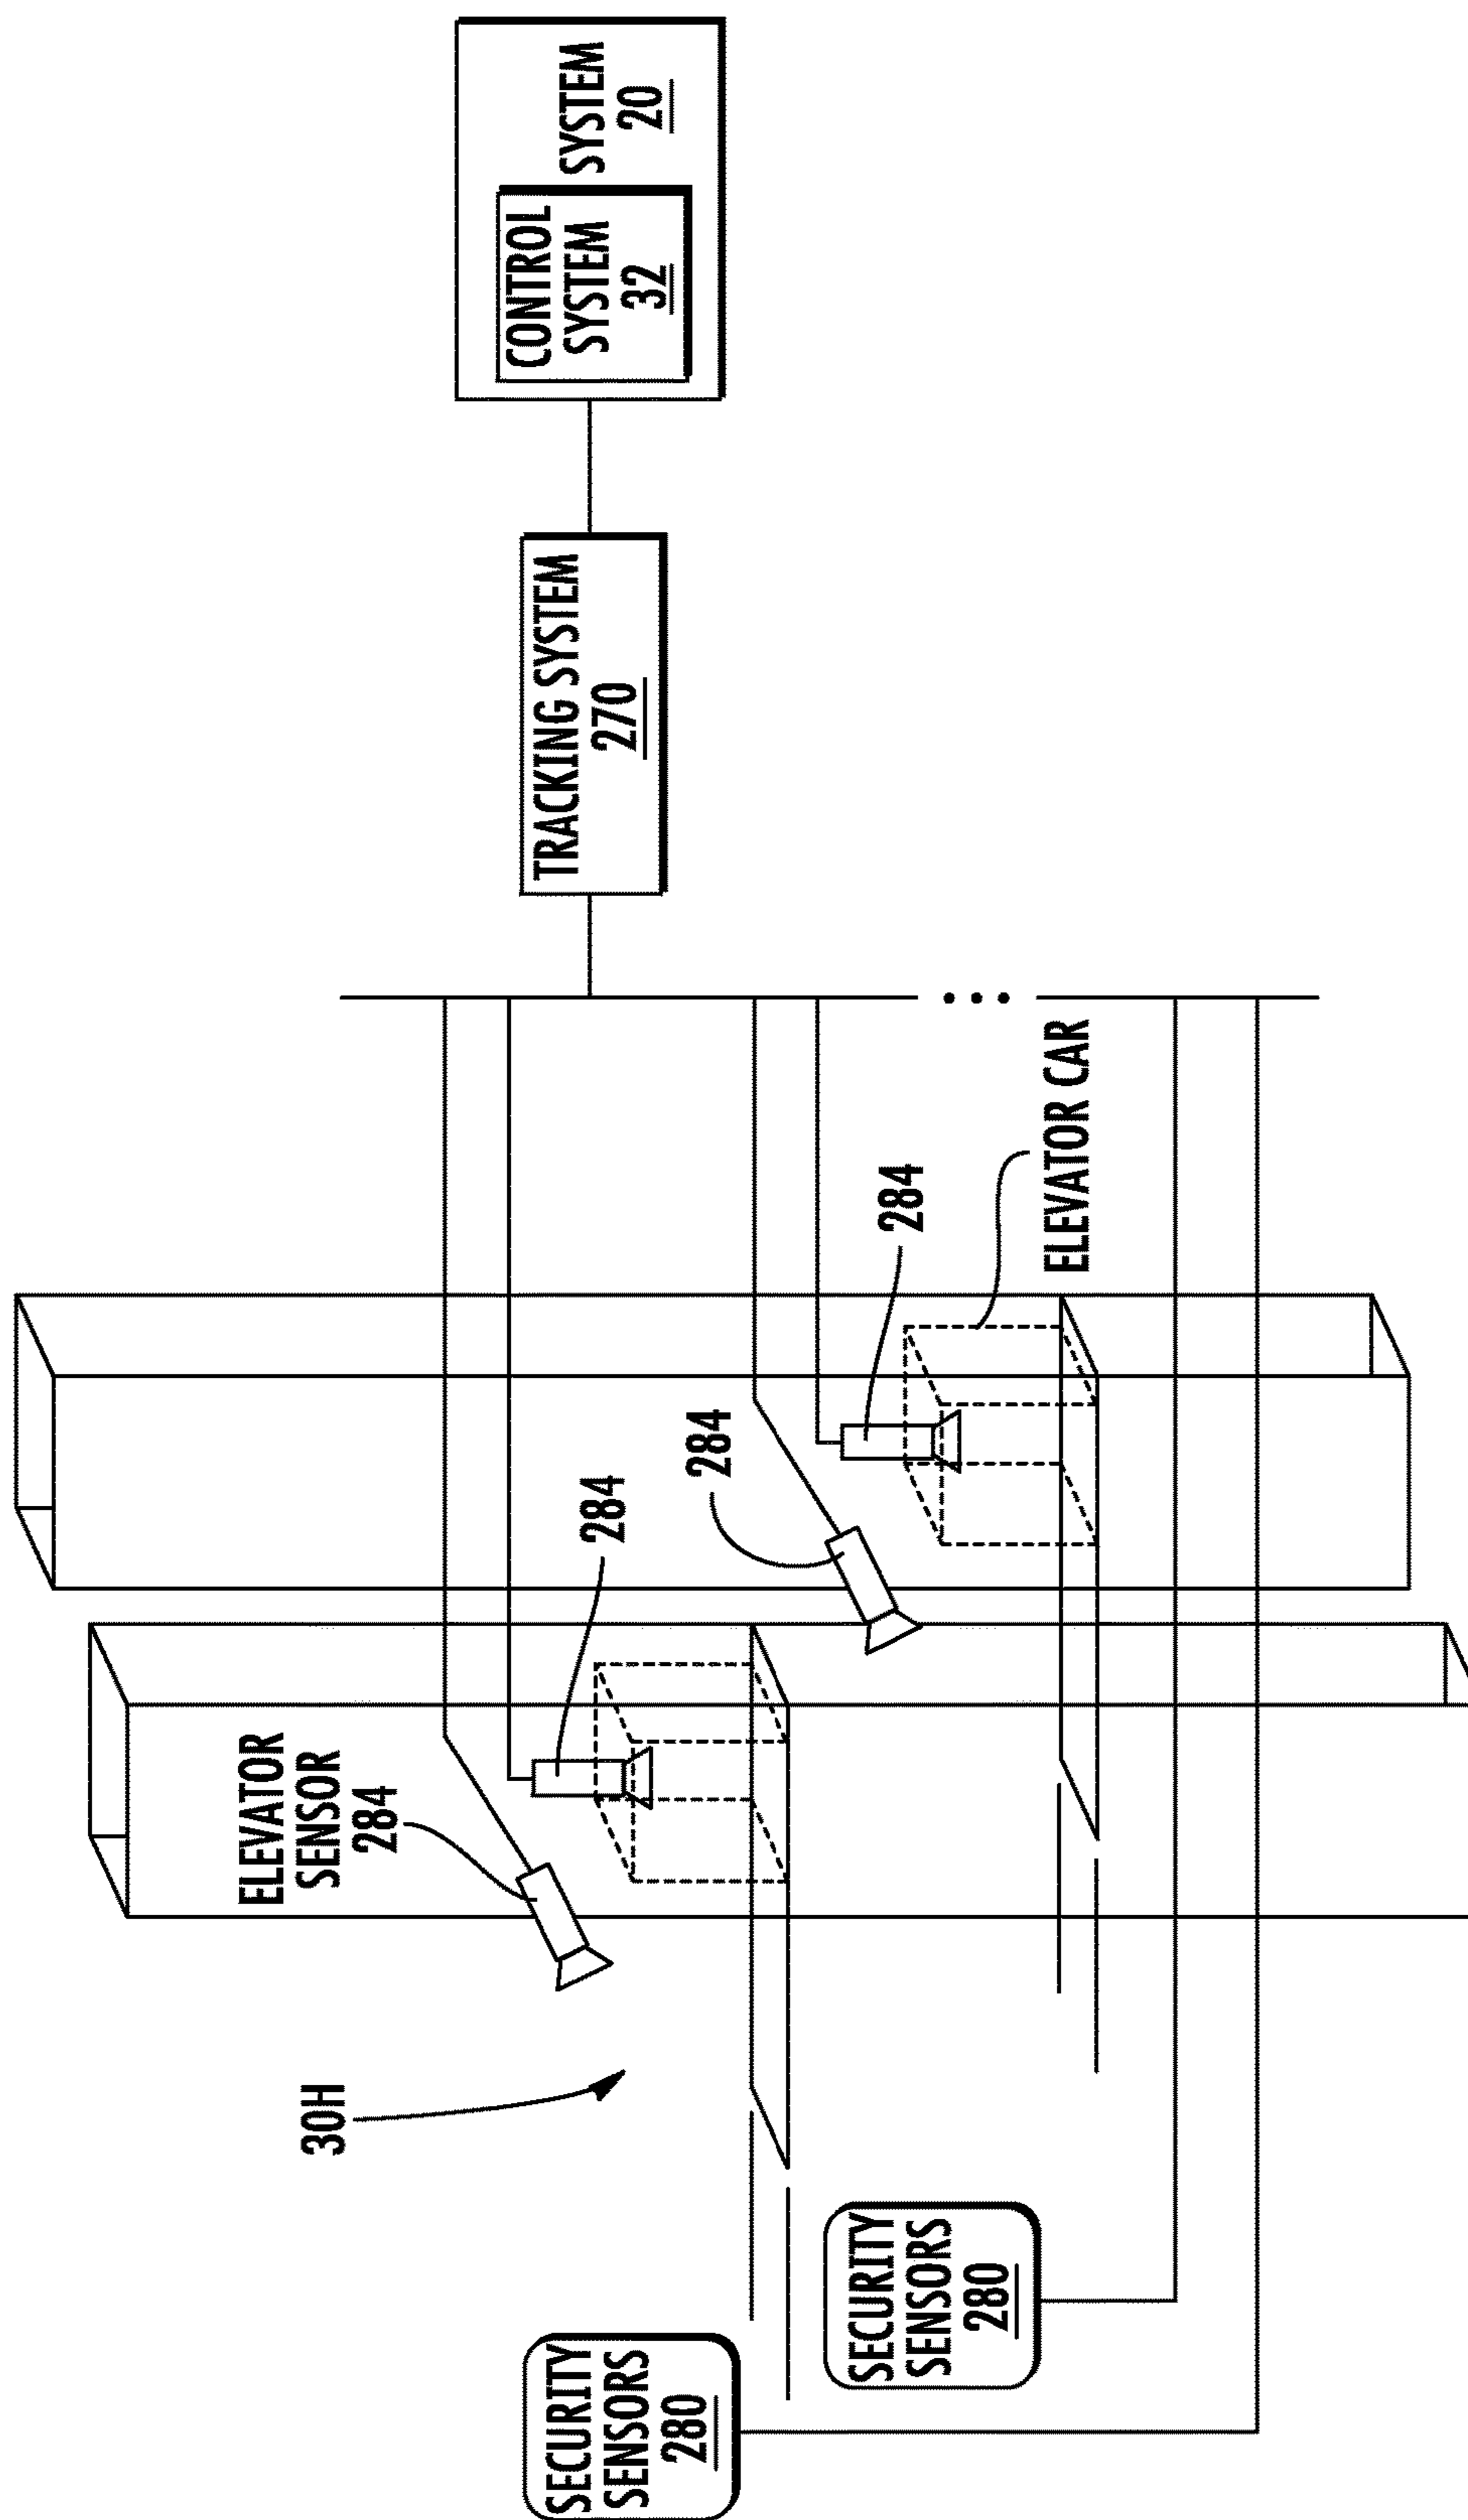 SYSTEM
20
CONTROL
SYSTEM
32
TRACKING SYSTEM
270
ELEVATOR CAR
284
284
284
ELEVATOR
SENSOR
284
30H
SECURITY
SENSORS
280
SECURITY
SENSORS
280